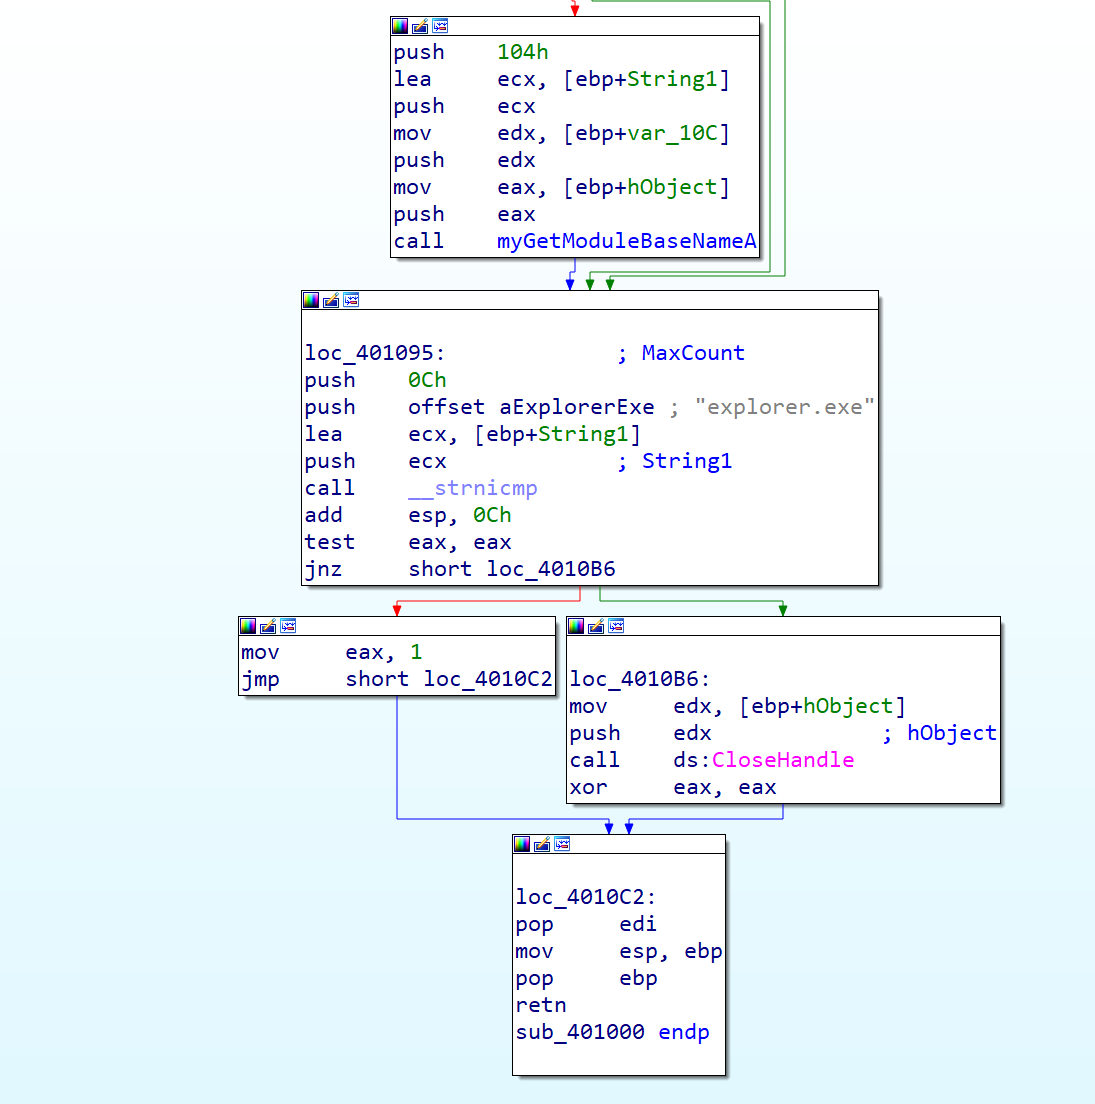 push 104h
lea ecx, [ebp+String1]
push ecx
mov edx, [ebp+var_10C]
push edx
mov eax, [ebp+hObject]
push eax
call myGetModuleBaseNameA
loc_401095: ; MaxCount
push 0Ch
push offset aExplorerExe ; "explorer.exe"
lea ecx, [ebp+String1]
push ecx ; String1
call __strnicmp
add esp, 0Ch
test eax, eax
jnz short loc_4010B6
mov eax, 1
jmp short loc_4010C2
loc_4010B6:
mov edx, [ebp+hObject]
push edx ; hObject
call ds:CloseHandle
xor eax, eax
loc_4010C2:
pop edi
mov esp, ebp
pop ebp
retn
sub_401000 endp